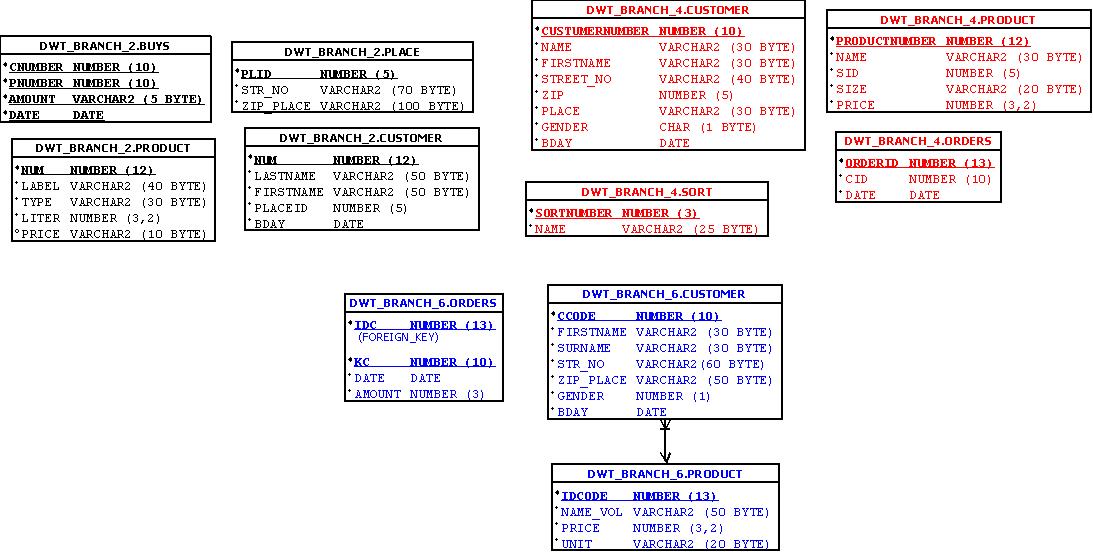 DWT_BRANCH_2.BUYS
CNUMBER NUMBER (10)
PNUMBER NUMBER (10)
AMOUNT VARCHAR2 (5 BYTE)
DATE DATE
DWT_BRANCH_2.PLACE
PLID NUMBER (5)
STR_NO VARCHAR2 (70 BYTE)
ZIP_PLACE VARCHAR2 (100 BYTE)
DWT_BRANCH_2.PRODUCT
NUM NUMBER (12)
LABEL VARCHAR2 (40 BYTE)
TYPE VARCHAR2 (30 BYTE)
LITER NUMBER (3,2)
PRICE VARCHAR2 (10 BYTE)
DWT_BRANCH_2.CUSTOMER
NUM NUMBER (12)
LASTNAME VARCHAR2 (50 BYTE)
FIRSTNAME VARCHAR2 (50 BYTE)
PLACEID NUMBER (5)
BDAY DATE
DWT_BRANCH_4.CUSTOMER
CUSTUMERNUMBER NUMBER (10)
NAME VARCHAR2 (30 BYTE)
FIRSTNAME VARCHAR2 (30 BYTE)
STREET_NO VARCHAR2 (40 BYTE)
ZIP NUMBER (5)
PLACE VARCHAR2 (30 BYTE)
GENDER CHAR (1 BYTE)
BDAY DATE
DWT_BRANCH_4.PRODUCT
PRODUCTNUMBER NUMBER (12)
NAME VARCHAR2 (30 BYTE)
SID NUMBER (5)
SIZE VARCHAR2 (20 BYTE)
PRICE NUMBER (3,2)
DWT_BRANCH_4.ORDERS
ORDERID NUMBER (13)
CID NUMBER (10)
DATE DATE
DWT_BRANCH_4.SORT
SORTNUMBER NUMBER (3)
NAME VARCHAR2 (25 BYTE)
DWT_BRANCH_6.ORDERS
IDC NUMBER (13)
(FOREIGN_KEY)
KC NUMBER (10)
DATE DATE
AMOUNT NUMBER (3)
DWT_BRANCH_6.CUSTOMER
CCODE NUMBER (10)
FIRSTNAME VARCHAR2 (30 BYTE)
SURNAME VARCHAR2 (30 BYTE)
STR_NO VARCHAR2(60 BYTE)
ZIP_PLACE VARCHAR2 (50 BYTE)
GENDER NUMBER (1)
BDAY DATE
DWT_BRANCH_6.PRODUCT
IDCODE NUMBER (13)
NAME_VOL VARCHAR2 (50 BYTE)
PRICE NUMBER (3,2)
UNIT VARCHAR2 (20 BYTE)